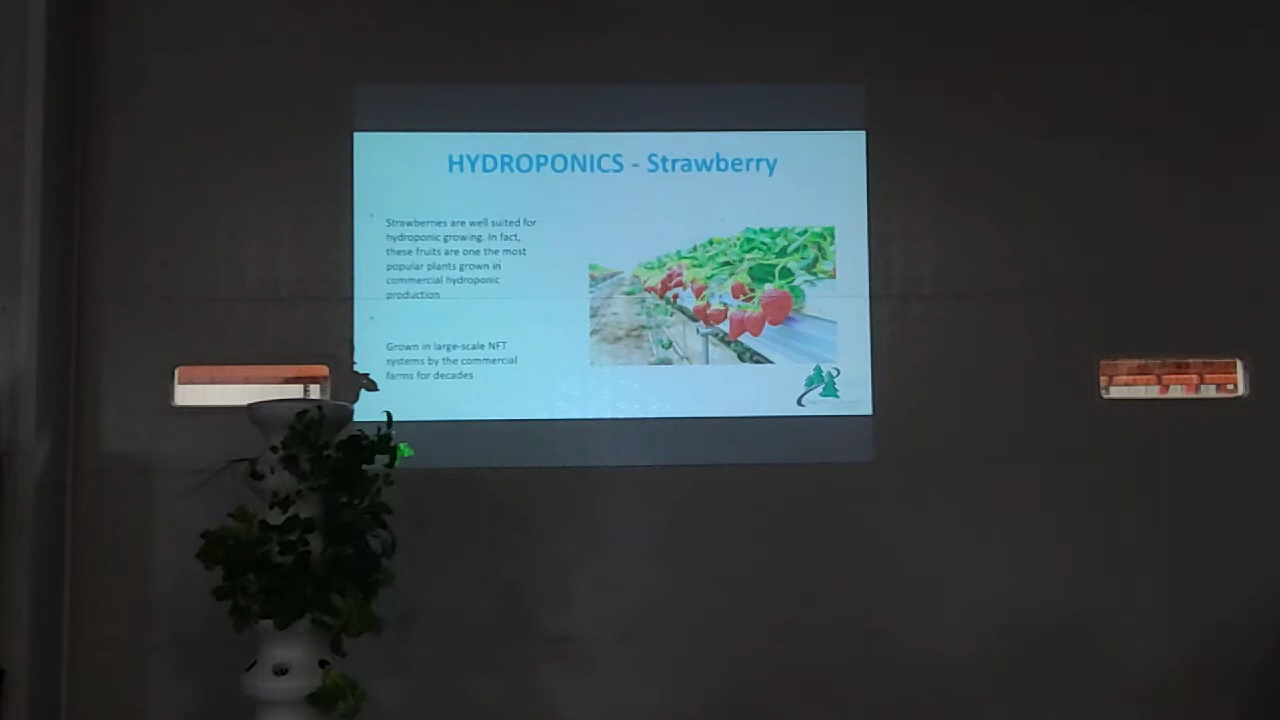 HYDROPONICS - Strawberry
Strawberries are well suited for
hydroponic growing. In fact,
these fruits are one the most
popular plants grown in
commercial hydroponic
production
Grown in large-scale NFT
systems by the commercial
farms for decades